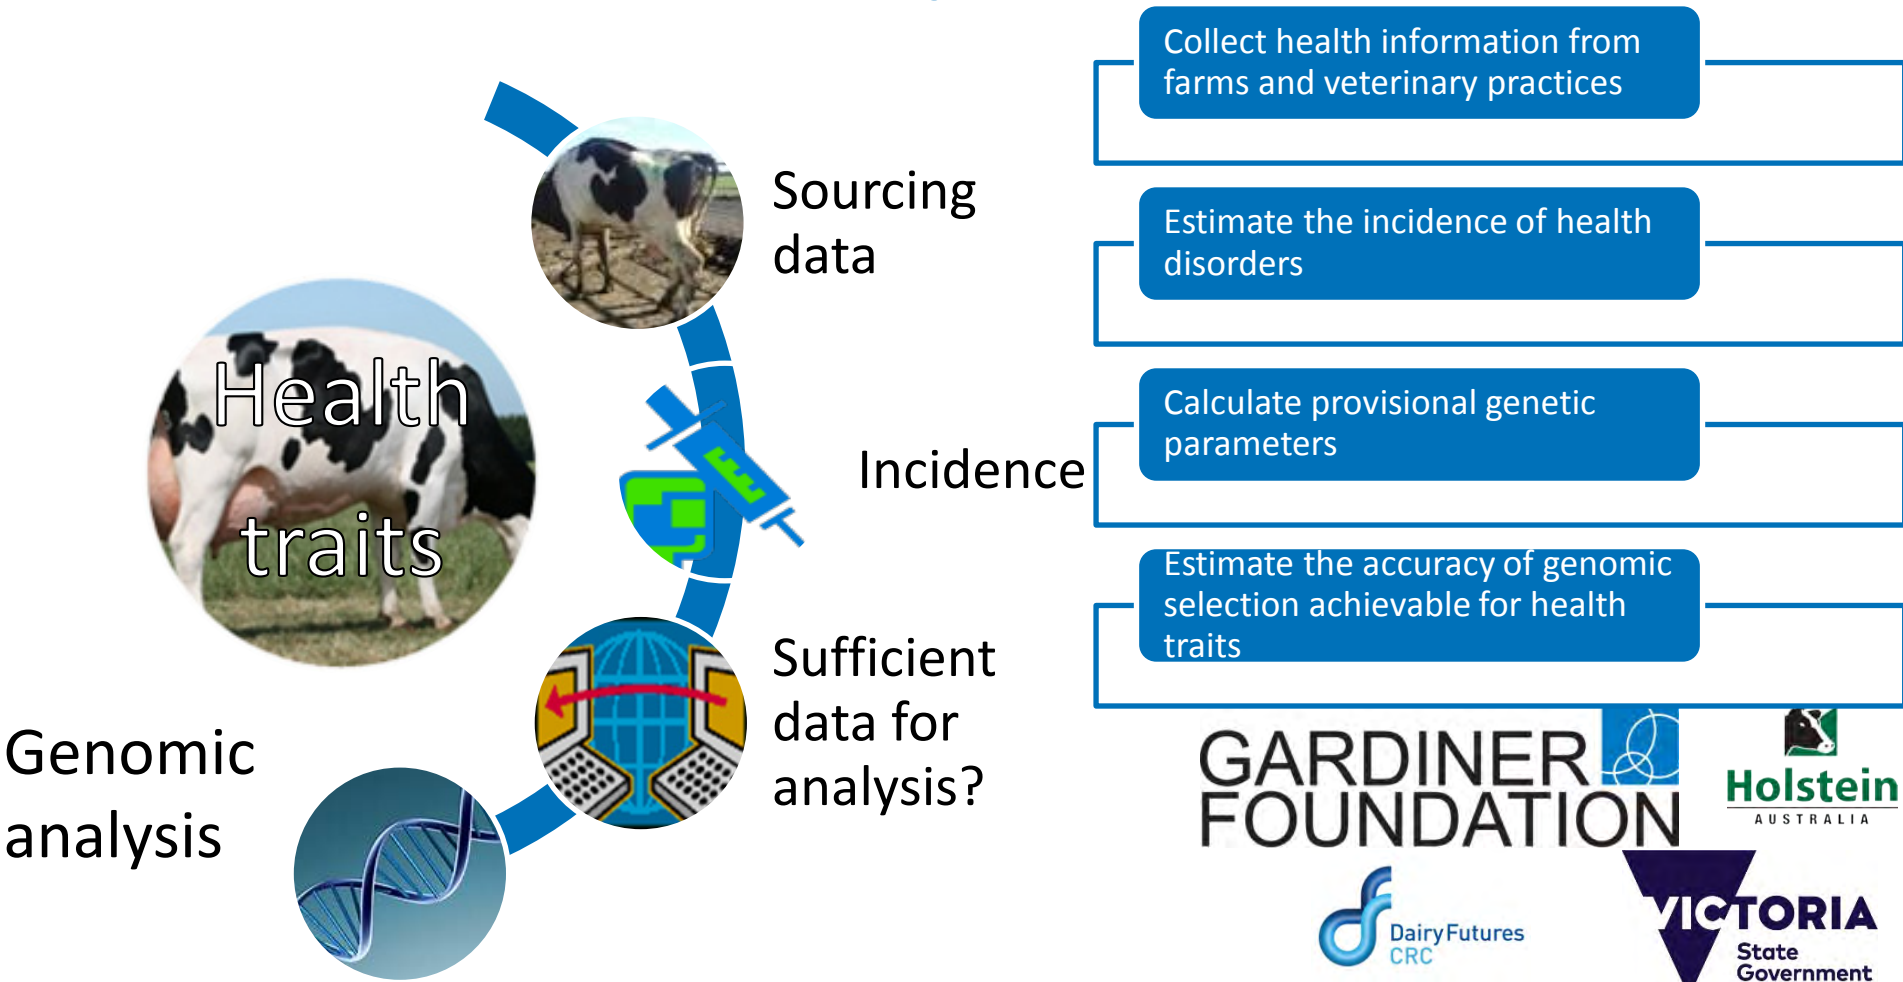 Health
traits
Sourcing
data
Incidence
Sufficient
data for
analysis?
Genomic
analysis
Collect health information from
farms and veterinary practices
Estimate the incidence of health
disorders
Calculate provisional genetic
parameters
Estimate the accuracy of genomic
selection achievable for health
traits
GARDINER
FOUNDATION
Holstein
AUSTRALIA
DairyFutures
CRC
VICTORIA
State
Government